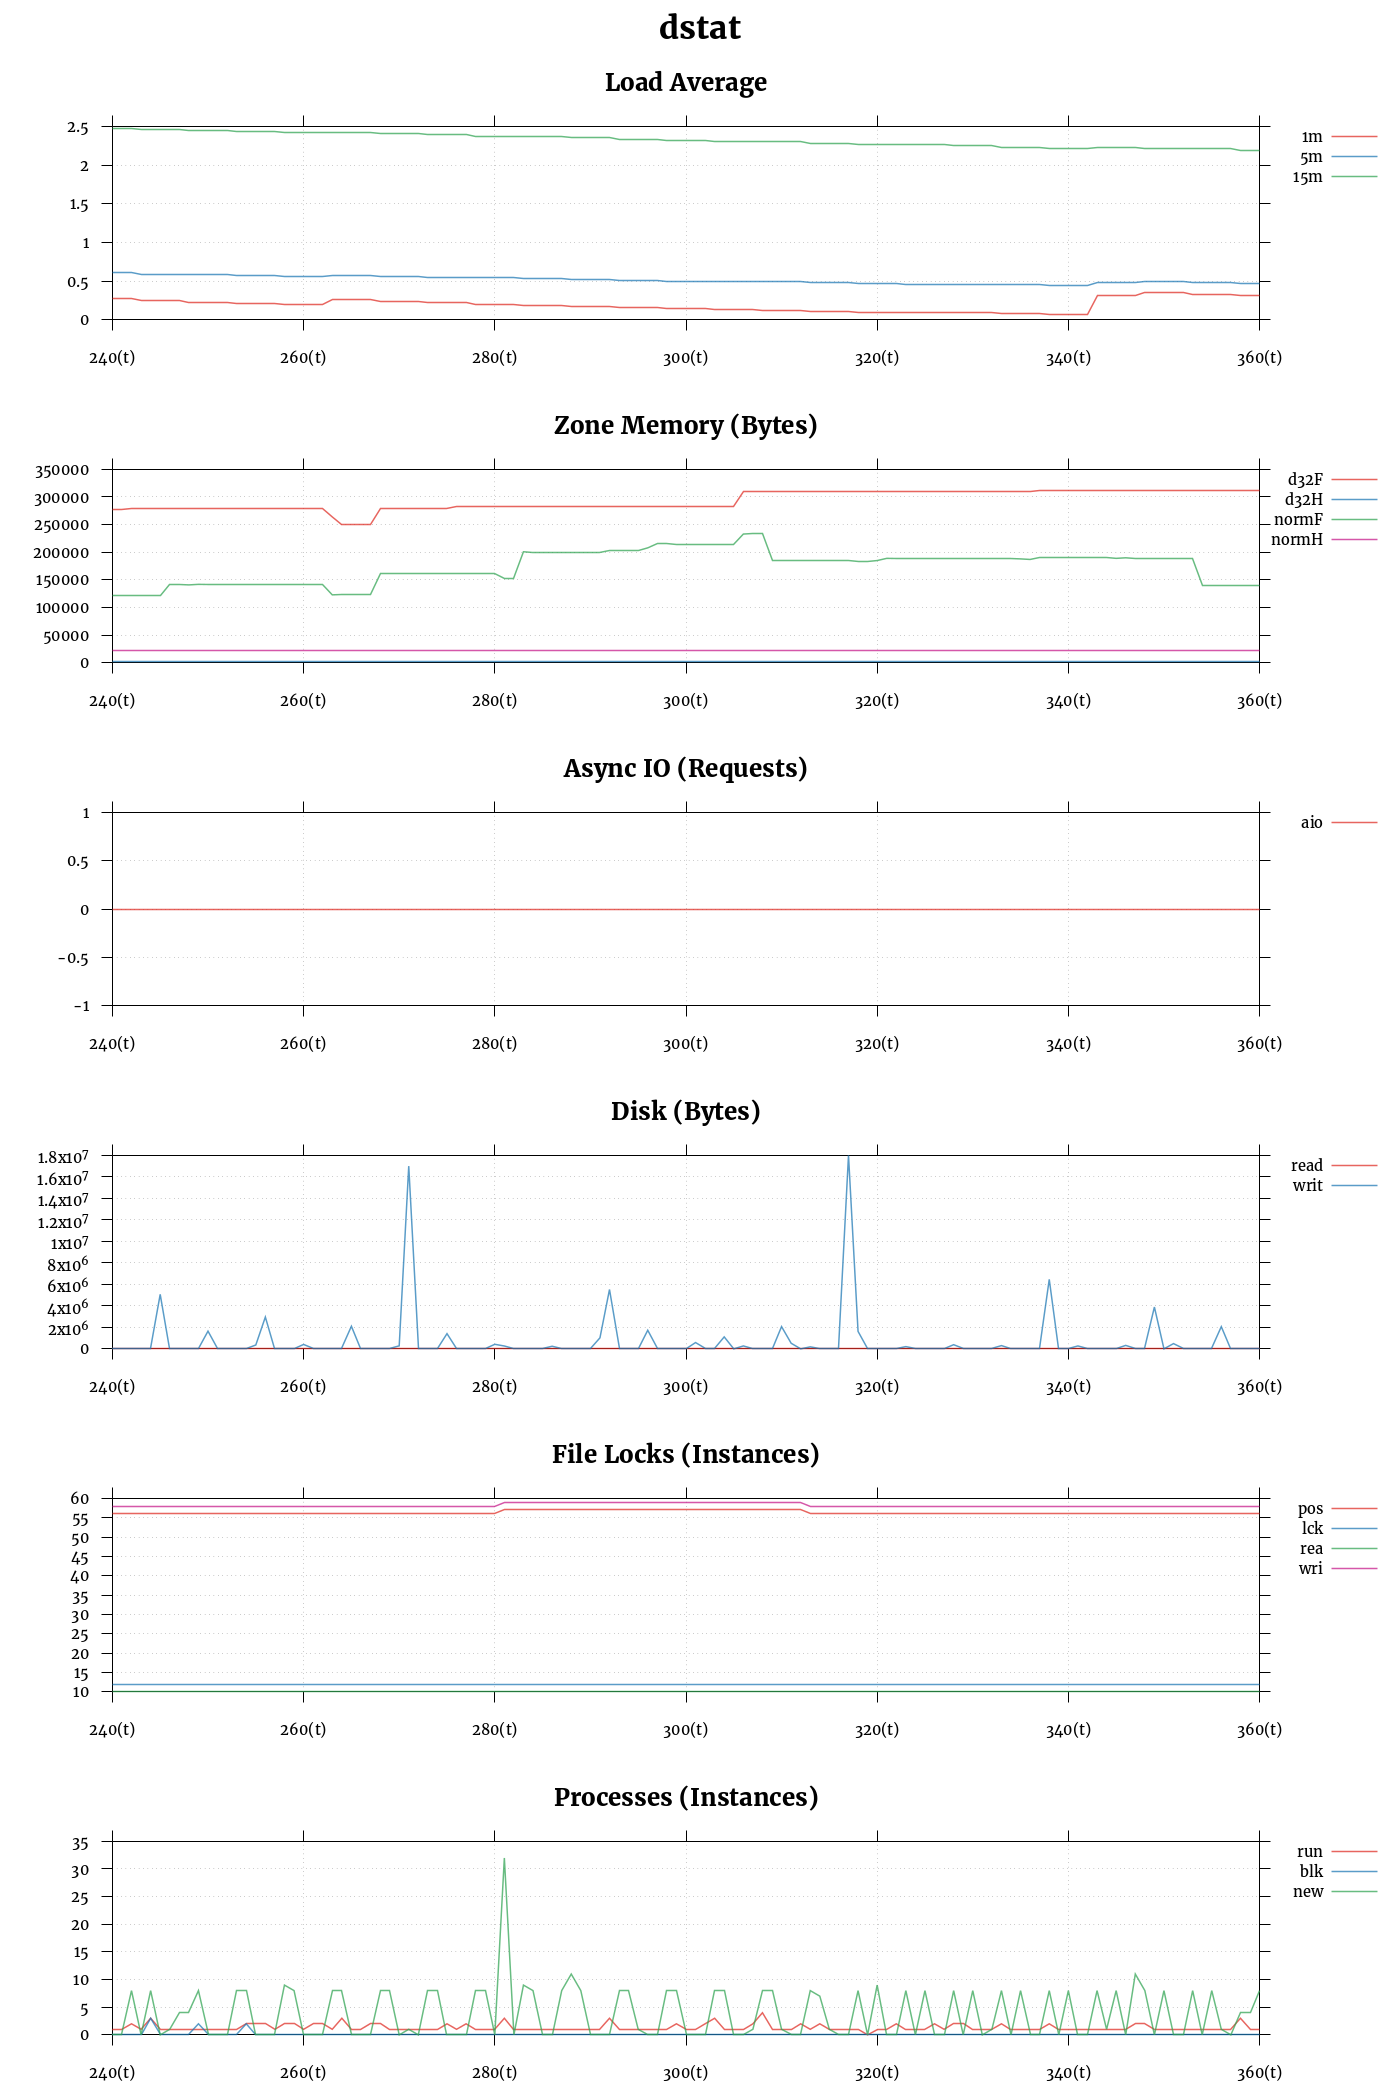 dstat
Load Average
2.5
2
1.5
1
0.5
0
240(t) 260(t) 280(t) 300(t) 320(t) 340(t) 360(t)
1m
5m
15m
Zone Memory (Bytes)
350000
300000
250000
200000
150000
100000
50000
0
240(t) 260(t) 280(t) 300(t) 320(t) 340(t) 360(t)
d32F
d32H
normF
normH
Async IO (Requests)
1
0.5
0
-0.5
-1
240(t) 260(t) 280(t) 300(t) 320(t) 340(t) 360(t)
aio
Disk (Bytes)
1.8x10⁷
1.6x10⁷
1.4x10⁷
1.2x10⁷
1x10⁷
8x10⁶
6x10⁶
4x10⁶
2x10⁶
0
240(t) 260(t) 280(t) 300(t) 320(t) 340(t) 360(t)
read
writ
File Locks (Instances)
60
55
50
45
40
35
30
25
20
15
10
240(t) 260(t) 280(t) 300(t) 320(t) 340(t) 360(t)
pos
lck
rea
wri
Processes (Instances)
35
30
25
20
15
10
5
0
240(t) 260(t) 280(t) 300(t) 320(t) 340(t) 360(t)
run
blk
new